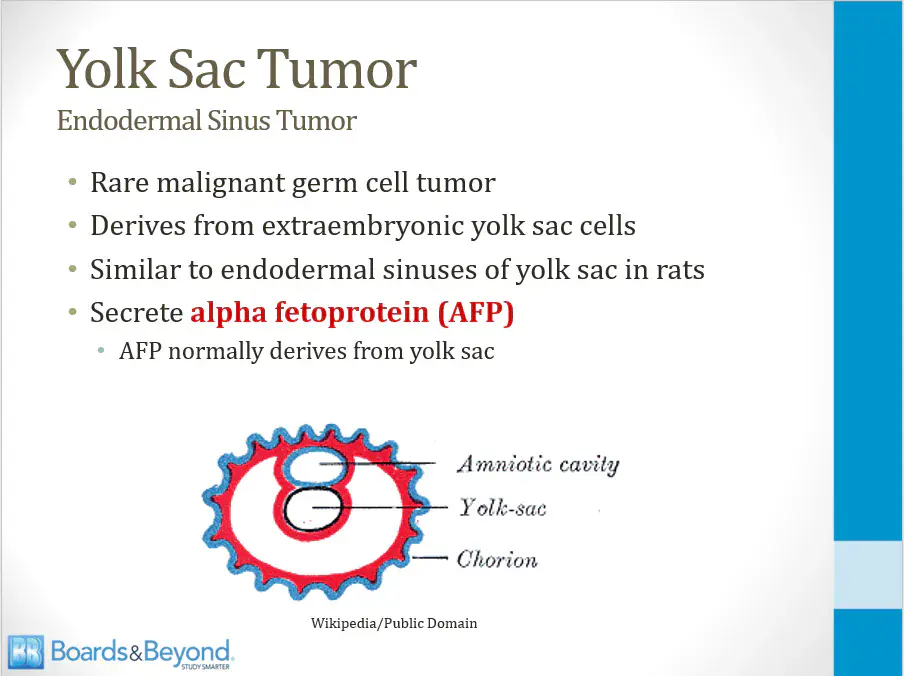 Yolk Sac Tumor
Endodermal Sinus Tumor
• Rare malignant germ cell tumor
• Derives from extraembryonic yolk sac cells
• Similar to endodermal sinuses of yolk sac in rats
• Secrete alpha fetoprotein (AFP)
• AFP normally derives from yolk sac
Amniotic cavity
Yolk-sac
Chorion
Wikipedia/Public Domain
BB Boards&Beyond.
STUDY SMARTER